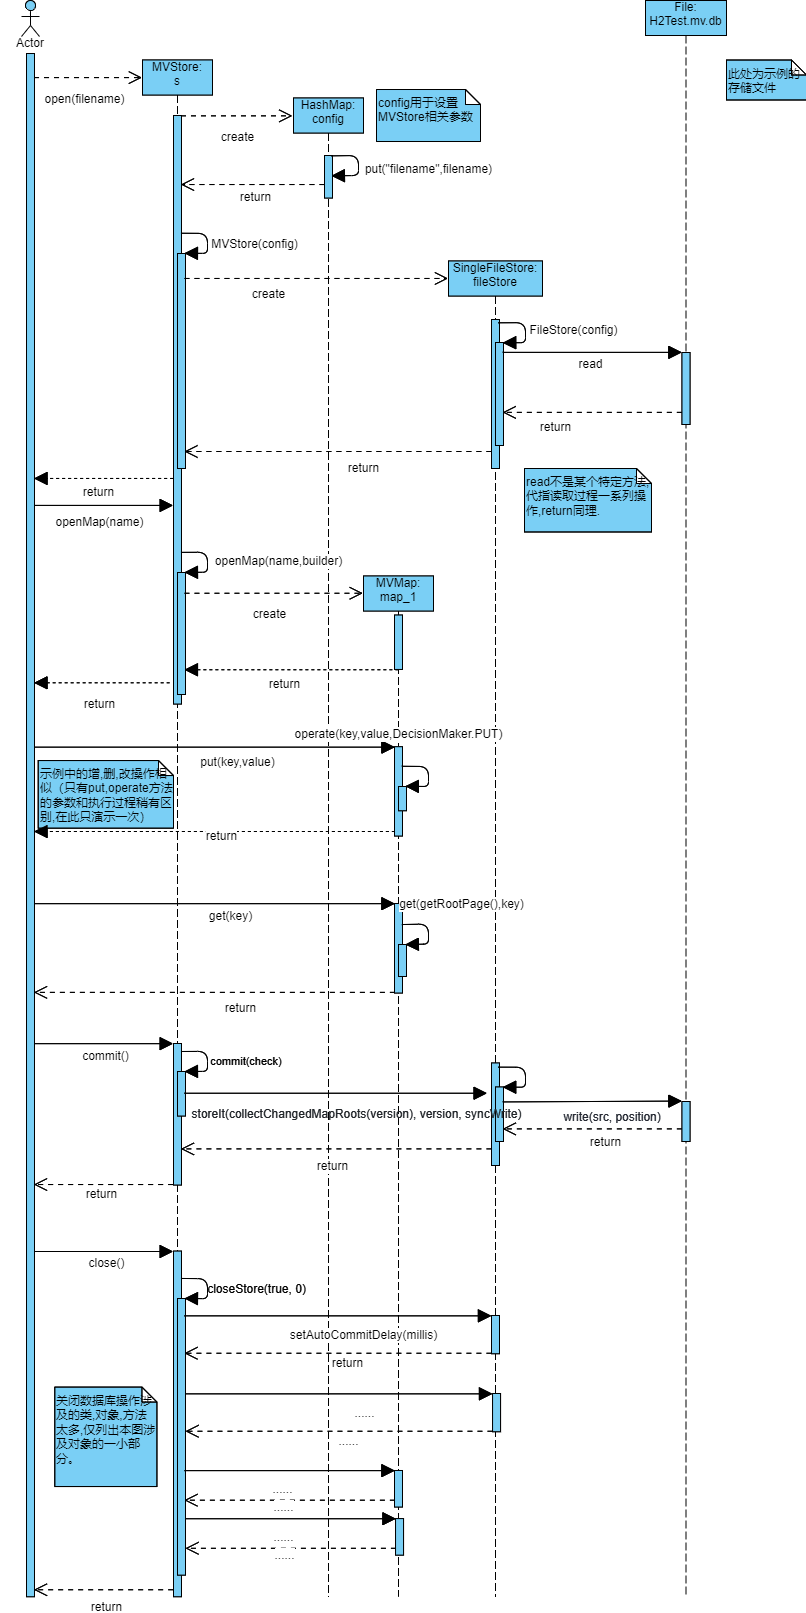 File:
H2Test.mv.db
Actor
MVStore:
s
此处为示例的
存储文件
open(filename)
HashMap:
config
config用于设置
MVStore相关参数
create
put("filename",filename)
return
MVStore(config)
SingleFileStore:
fileStore
create
FileStore(config)
read
return
return
read不是某个特定方法,
代指读取过程一系列操
作,return同理.
return
openMap(name)
openMap(name,builder)
MVMap:
map_1
create
return
return
operate(key,value,DecisionMaker.PUT)
put(key,value)
示例中的增,删,改操作相
似（只有put,operate方法
的参数和执行过程稍有区
别,在此只演示一次）
return
get(getRootPage(),key)
get(key)
return
commit()
commit(check)
storeIt(collectChangedMapRoots(version), version, syncWrite)
write(src, position)
return
return
return
close()
closeStore(true, 0)
setAutoCommitDelay(millis)
return
关闭数据库操作涉
及的类,对象,方法
太多,仅列出本图涉
及对象的一小部
分。
......
......
......
......
......
......
return